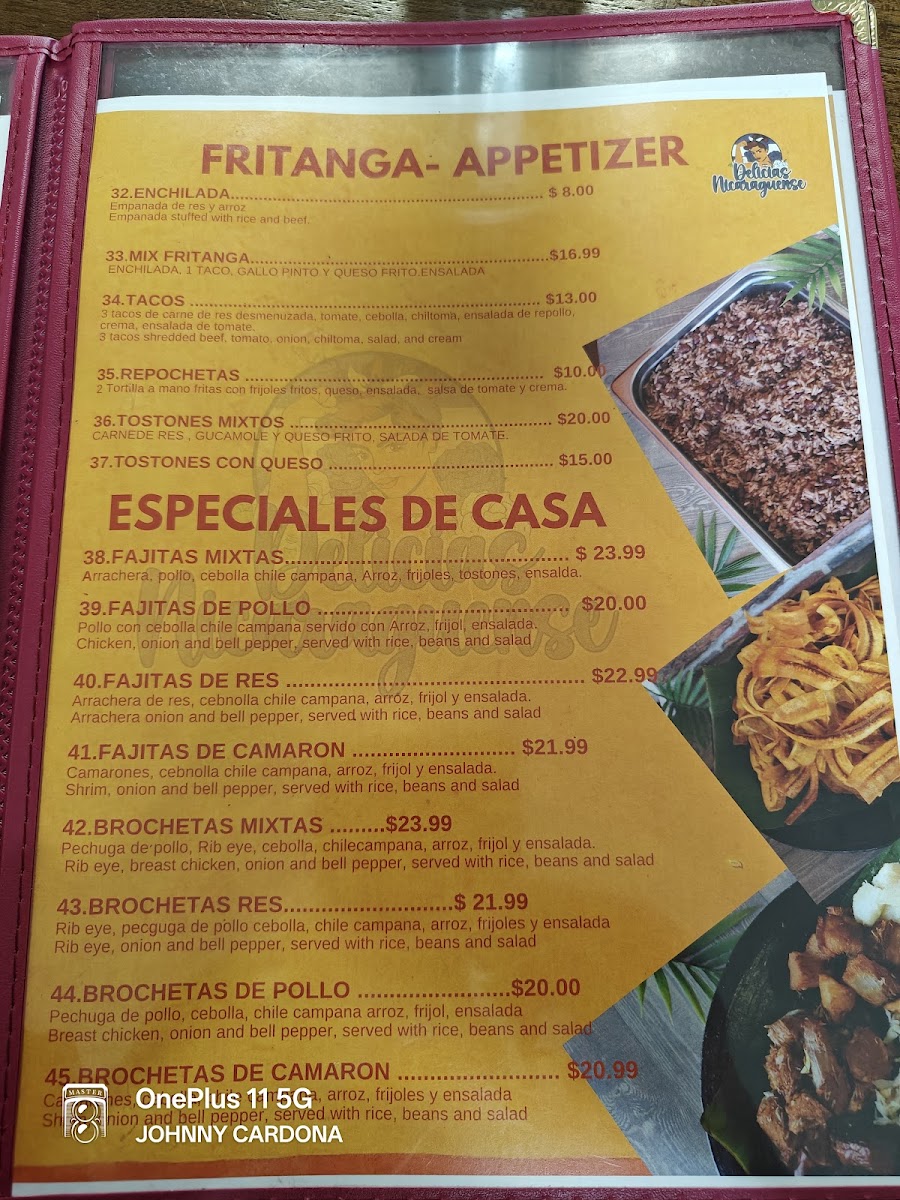 FRITANGA- APPETIZER
Delicias
Nicaraguense
32.ENCHILADA................................................ $ 8.00
Empanada de res y arroz
Empanada stuffed with rice and beef.
33.MIX FRITANGA..............................................$16.99
ENCHILADA, 1 TACO, GALLO PINTO Y QUESO FRITO,ENSALADA
34.TACOS ...................................................... $13.00
3 tacos de carne de res desmenuzada, tomate, cebolla, chiltoma, ensalada de repollo,
crema, ensalada de tomate.
3 tacos shredded beef, tomato, onion, chiltoma, salad, and cream
35.REPOCHETAS .............................................. $10.00
2 Tortilla a mano fritas con frijoles fritos, queso, ensalada, salsa de tomate y crema.
36.TOSTONES MIXTOS ........................................ $20.00
CARNEDE RES , GUCAMOLE Y QUESO FRITO, SALADA DE TOMATE.
37.TOSTONES CON QUESO .................................. $15.00
ESPECIALES DE CASA
Delicias
Nicaraguense
38.FAJITAS MIXTAS.............................................. $ 23.99
Arrachera, pollo, cebolla chile campana, Arroz, frijoles, tostones, ensalda.
39.FAJITAS DE POLLO ......................................... $20.00
Pollo con cebolla chile campana servido con Arroz, frijol, ensalada.
Chicken, onion and bell pepper, served with rice, beans and salad
40.FAJITAS DE RES ................................................ $22.99
Arrachera de res, cebnolla chile campana, arroz, frijol y ensalada.
Arrachera onion and bell pepper, served with rice, beans and salad
41.FAJITAS DE CAMARON ........................... $21.99
Camarones, cebnolla chile campana, arroz, frijol y ensalada.
Shrim, onion and bell pepper, served with rice, beans and salad
42.BROCHETAS MIXTAS .........$23.99
Pechuga de pollo, Rib eye, cebolla, chilecampana, arroz, frijol y ensalada.
Rib eye, breast chicken, onion and bell pepper, served with rice, beans and salad
43.BROCHETAS RES............................$ 21.99
Rib eye, pecguga de pollo cebolla, chile campana, arroz, frijoles y ensalada
Rib eye, onion and bell pepper, served with rice, beans and salad
44.BROCHETAS DE POLLO .........................$20.00
Pechuga de pollo, cebolla, chile campana arroz, frijol, ensalada
Breast chicken, onion and bell pepper, served with rice, beans and salad
45.BROCHETAS DE CAMARON ........................... $20.99
arroz, frijoles y ensalada
onion and bell pepper, served with rice, beans and salad
MASTER
OnePlus 11 5G
JOHNNY CARDONA